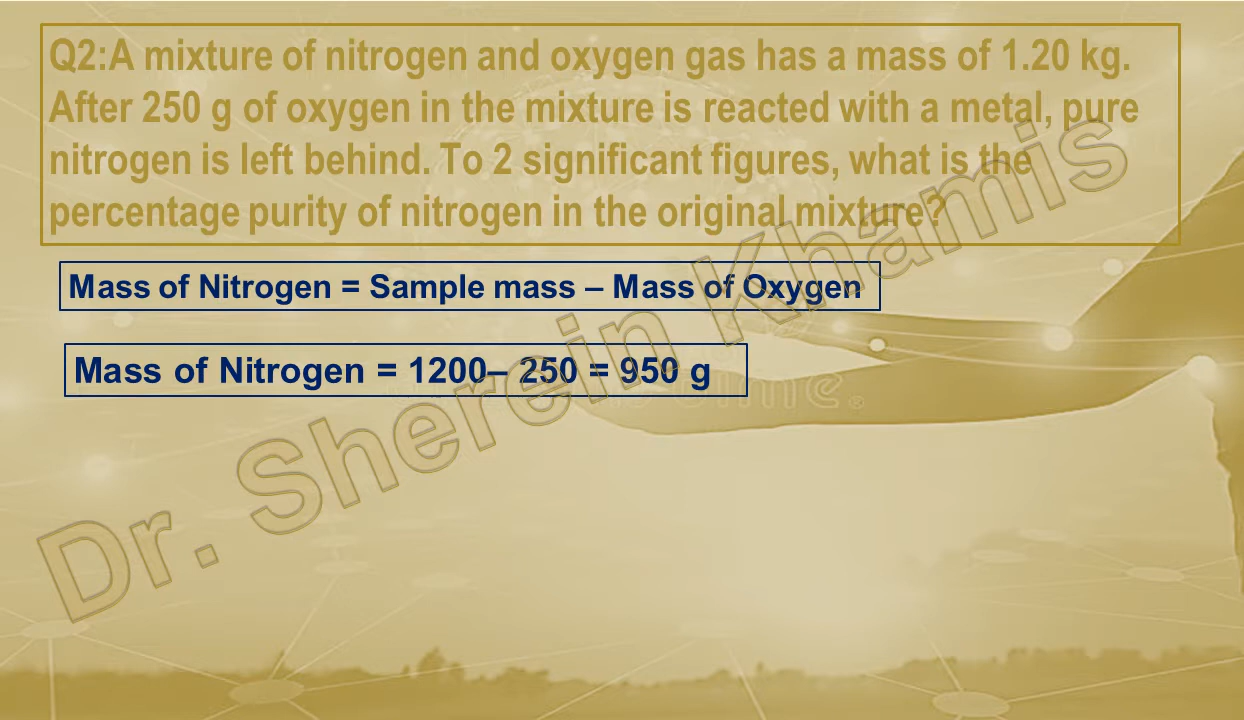 Q2:A mixture of nitrogen and oxygen gas has a mass of 1.20 kg.
After 250 g of oxygen in the mixture is reacted with a metal, pure
nitrogen is left behind. To 2 significant figures, what is the
percentage purity of nitrogen in the original mixture?
Mass of Nitrogen = Sample mass – Mass of Oxygen
Mass of Nitrogen = 1200– 250 = 950 g
Dr. Sherein Khamis